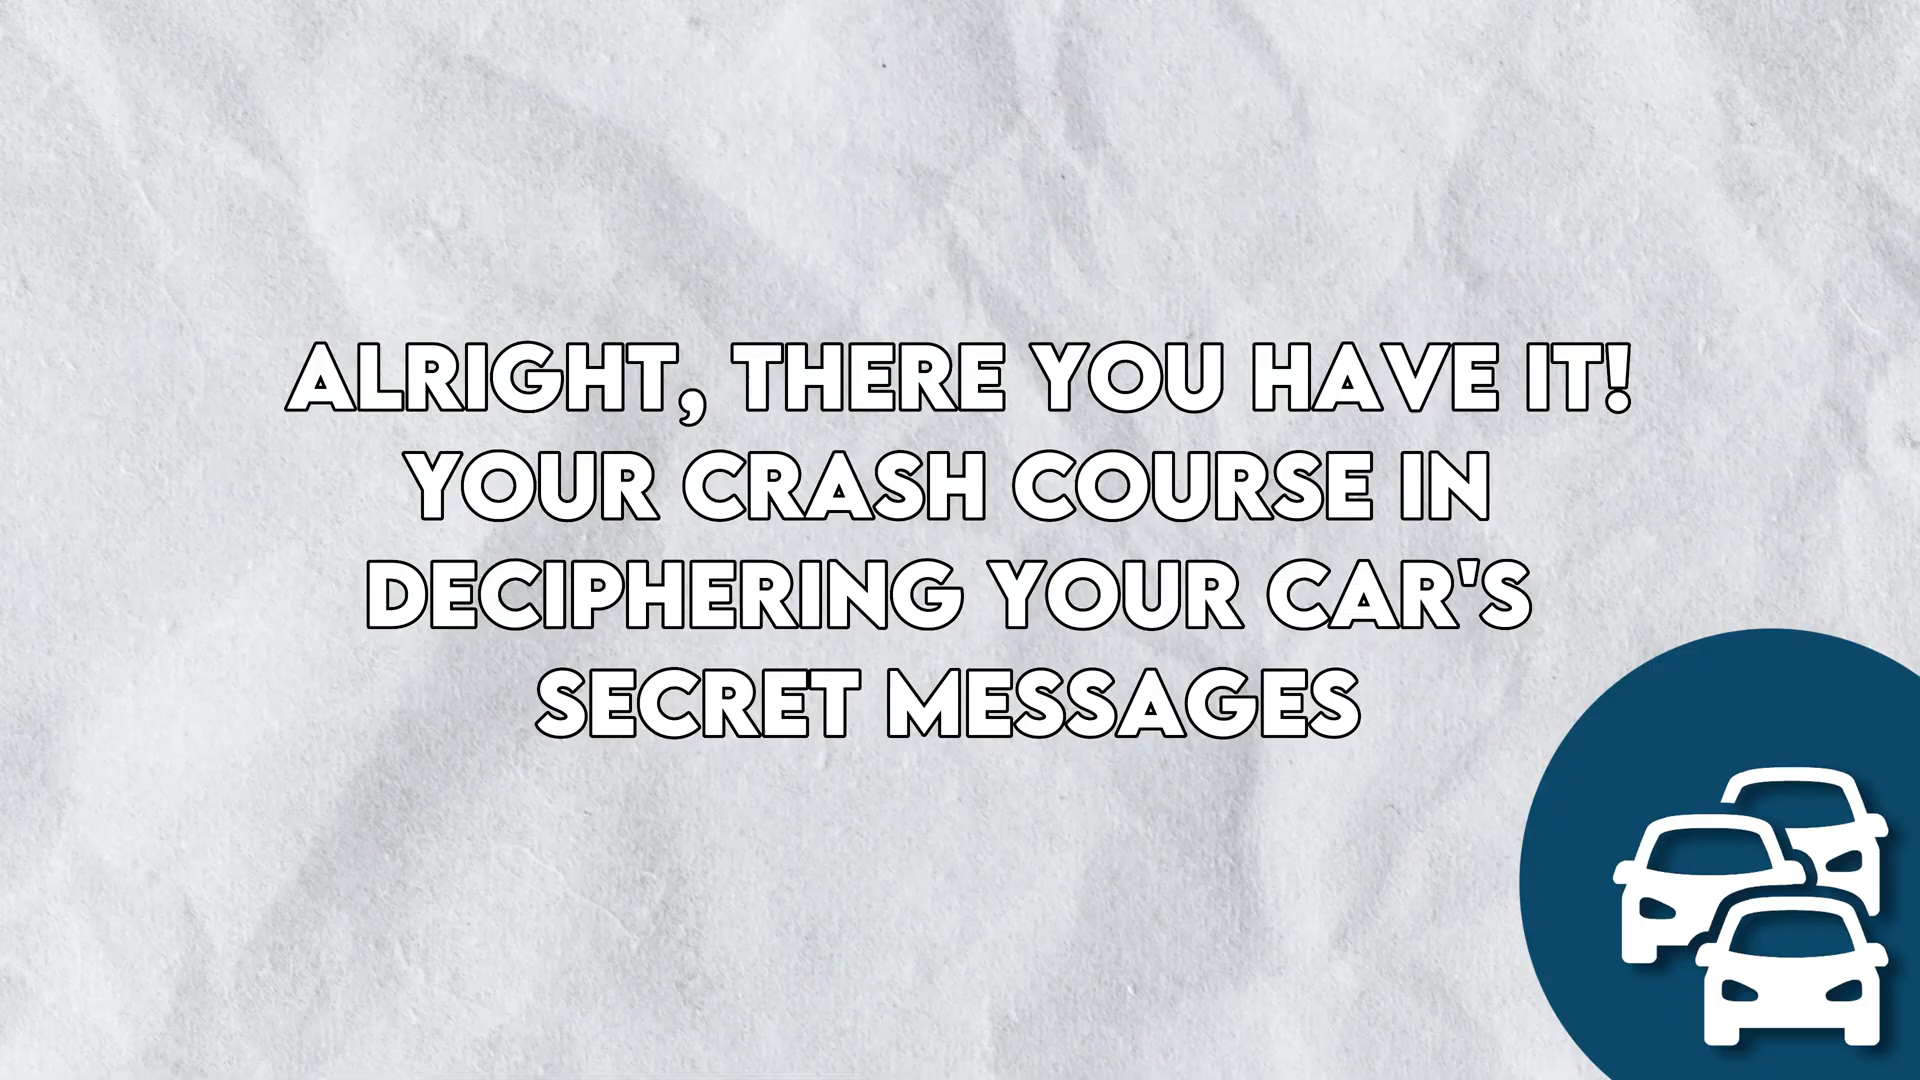 ALRIGHT, THERE YOU HAVE IT!
YOUR CRASH COURSE IN
DECIPHERING YOUR CAR'S
SECRET MESSAGES